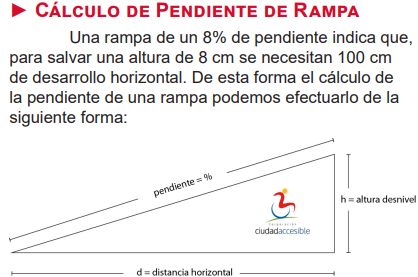 ► CÁLCULO DE PENDIENTE DE RAMPA
Una rampa de un 8% de pendiente indica que,
para salvar una altura de 8 cm se necesitan 100 cm
de desarrollo horizontal. De esta forma el cálculo de
la pendiente de una rampa podemos efectuarlo de la
siguiente forma:
pendiente = %
h = altura desnivel
ciudadaccesible
d = distancia horizontal